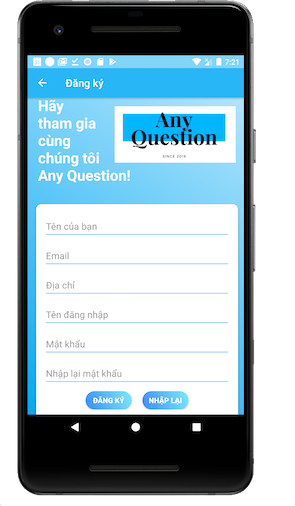 7:21
Đăng ký
Hãy
tham gia
cùng
chúng tôi
Any Question!
Any
Question
SINCE 2019
Tên của bạn
Email
Địa chỉ
Tên đăng nhập
Mật khẩu
Nhập lại mật khẩu
ĐĂNG KÝ NHẬP LẠI